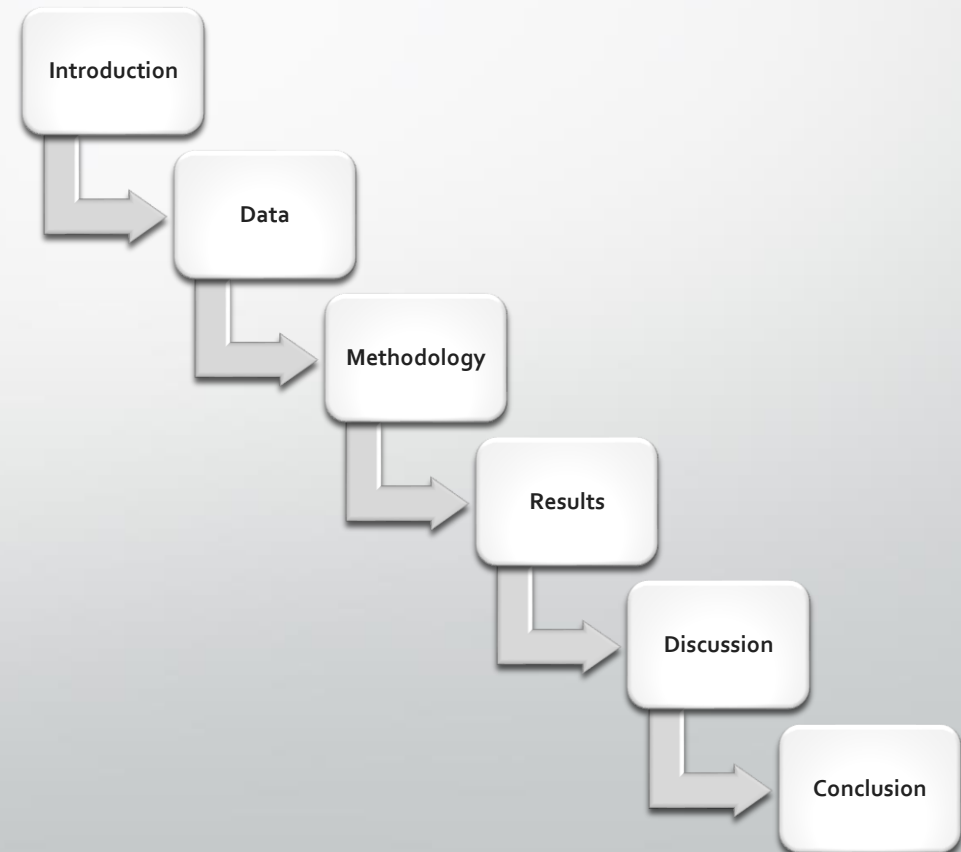 Introduction
Data
Methodology
Results
Discussion
Conclusion